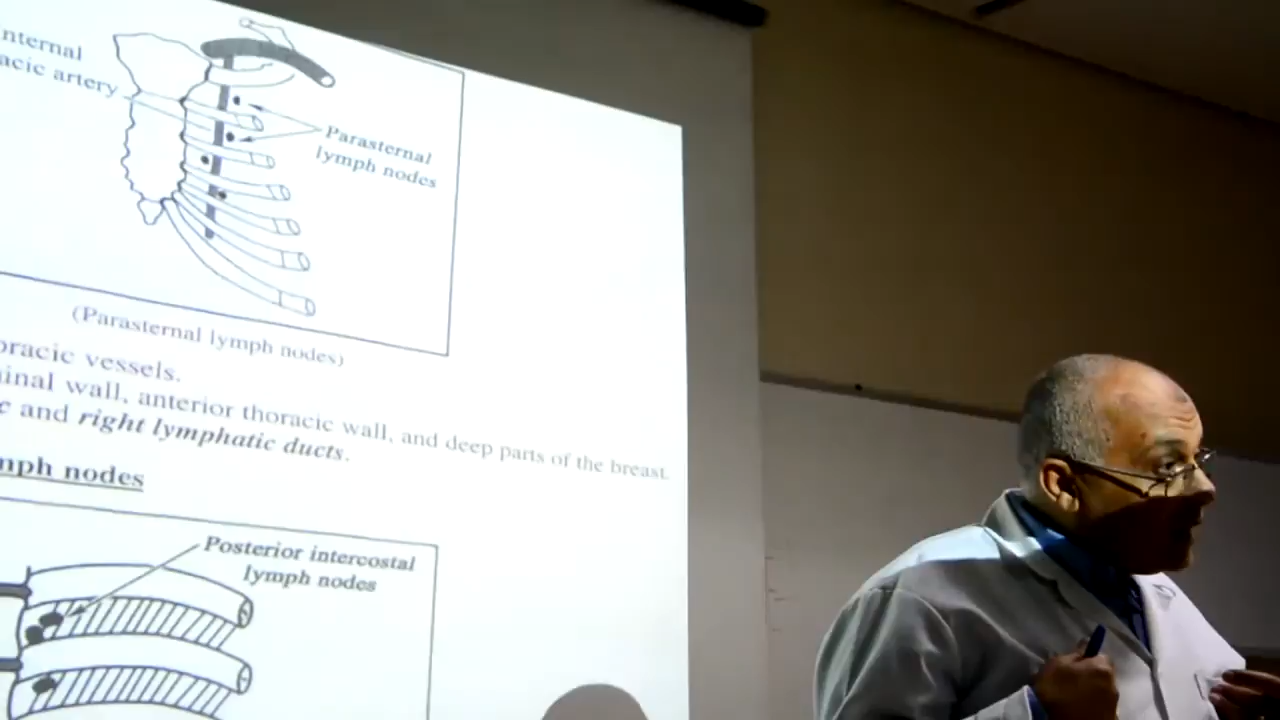 nternal
acic artery
Parasternal
lymph nodes
(Parasternal lymph nodes)
oracic vessels.
inal wall, anterior thoracic wall, and deep parts of the breast.
c and right lymphatic ducts.
mph nodes
Posterior intercostal
lymph nodes